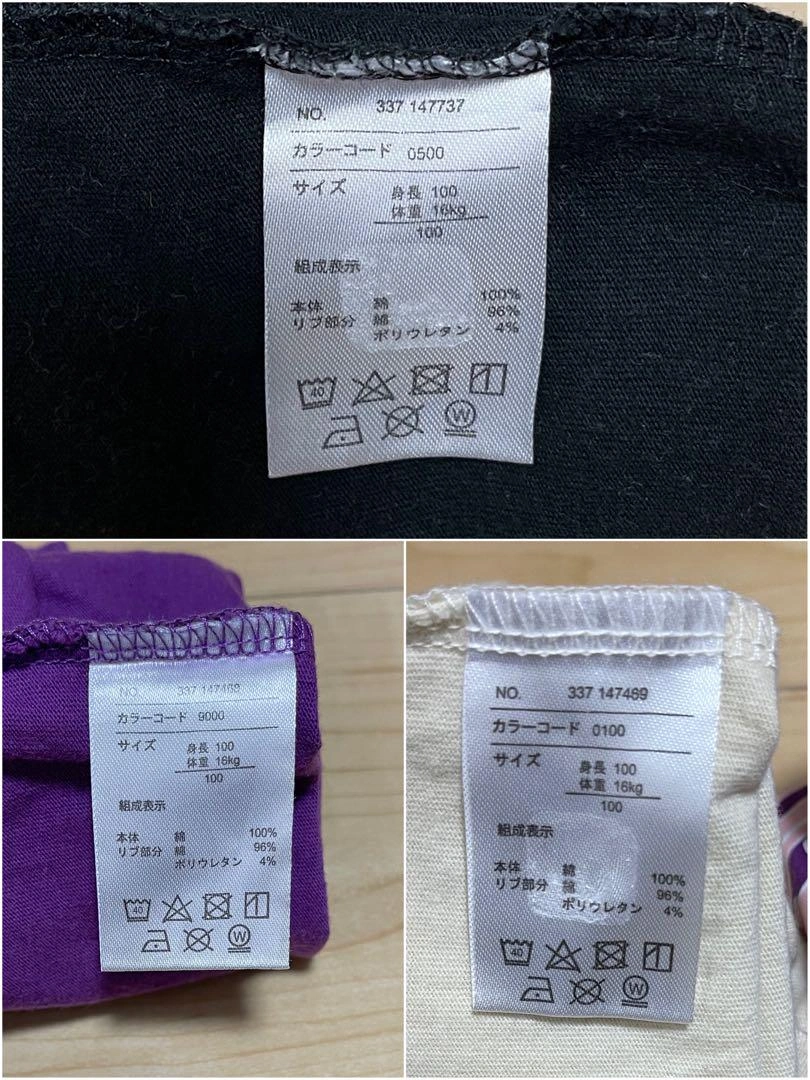 NO. 337 147737
カラーコード 0500
サイズ 身長 100
体重 16kg
100
組成表示
本体 綿 100%
リブ部分 綿 96%
ポリウレタン 4%
40
W
NO. 337 147469
カラーコード 9000
サイズ 身長 100
体重 16kg
100
組成表示
本体 綿 100%
リブ部分 綿 96%
ポリウレタン 4%
40
W
NO. 337 147469
カラーコード 0100
サイズ 身長 100
体重 16kg
100
組成表示
本体 綿 100%
リブ部分 綿 96%
ポリウレタン 4%
40
W